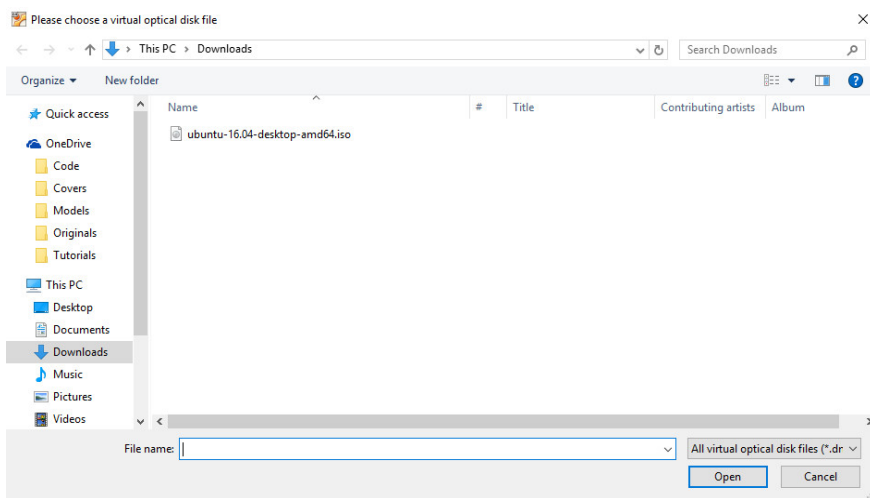 Please choose a virtual optical disk file
This PC > Downloads
Search Downloads
Organize
New folder
Quick access
OneDrive
Code
Covers
Models
Originals
Tutorials
This PC
Desktop
Documents
Downloads
Music
Pictures
Videos
Name # Title Contributing artists Album
ubuntu-16.04-desktop-amd64.iso
File name:
All virtual optical disk files (*.dr
Open Cancel